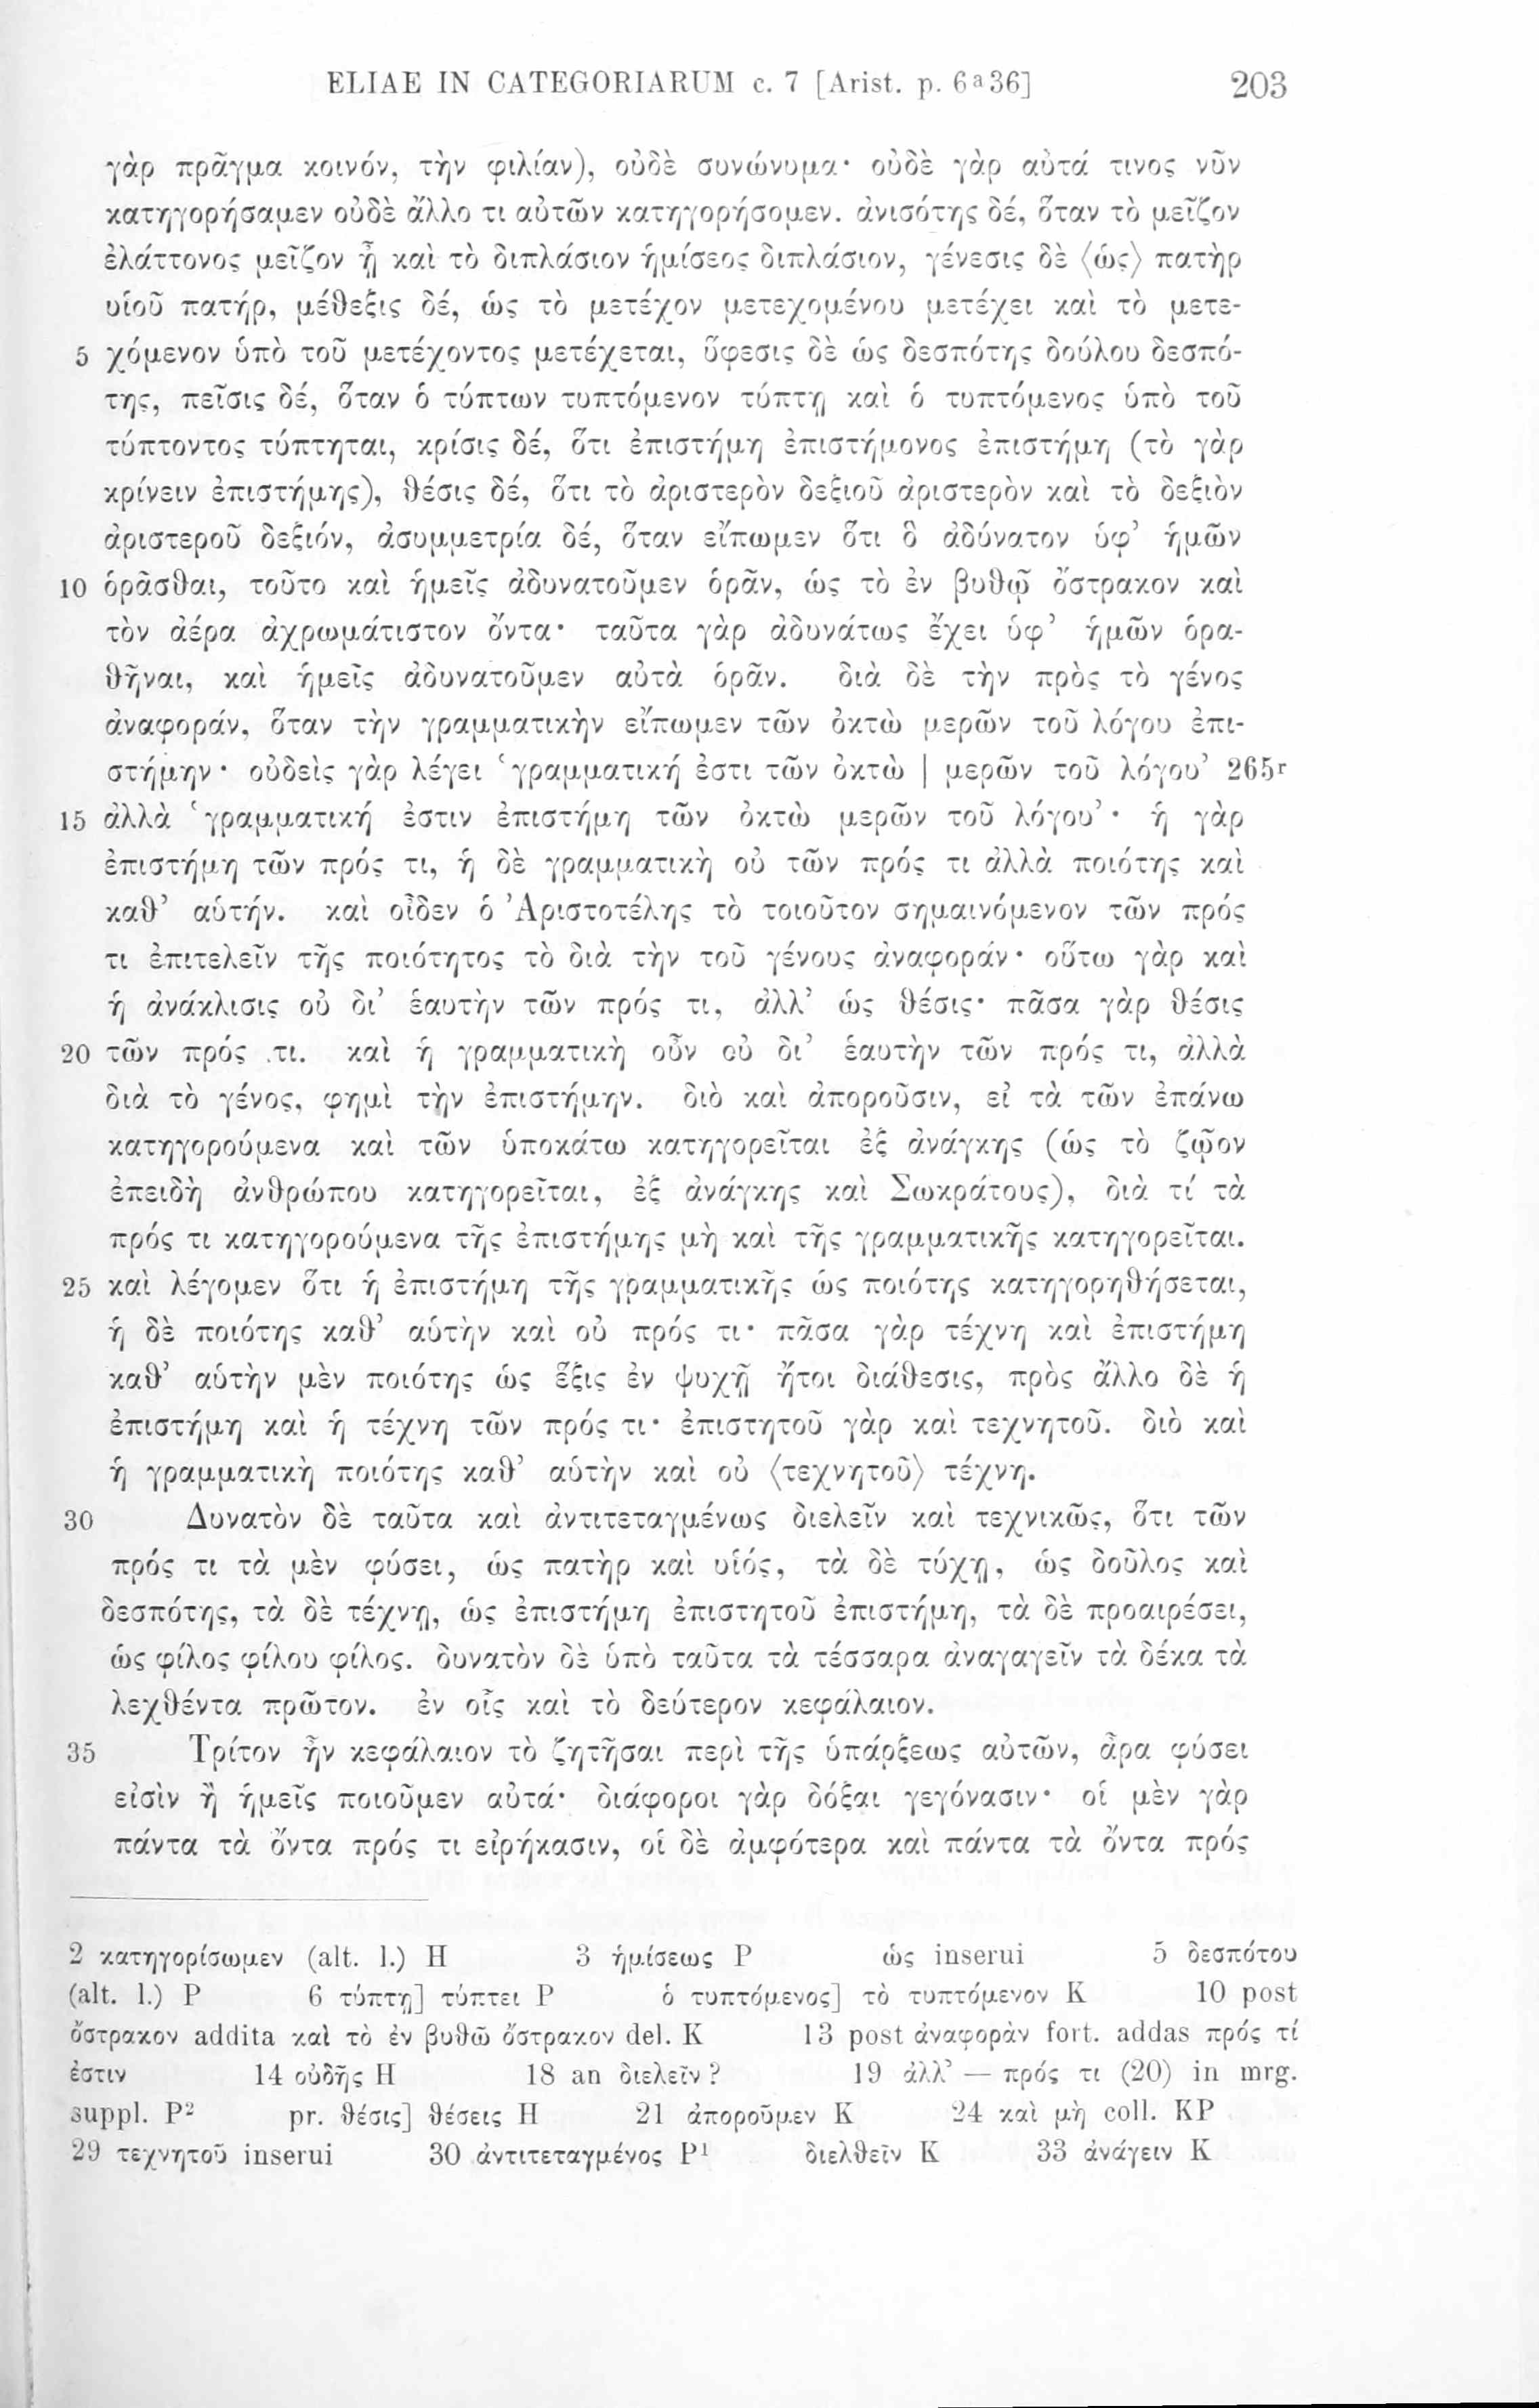 ELIAE IN CATEGORIARUM c. 7 [Arist. p. 6a36] 203
γὰρ πρᾶγμα κοινόν, τὴν φιλίαν), οὐδὲ συνώνυμα· οὐδὲ γὰρ αὐτά τινος νῦν
κατηγορήσαμεν οὐδὲ ἄλλο τι αὐτῶν κατηγορήσομεν. ἀνισότης δέ, ὅταν τὸ μεῖζον
ἐλάττονος μεῖζον ᾖ καὶ τὸ διπλάσιον ἡμίσεος διπλάσιον, γένεσις δὲ 〈ὡς〉 πατὴρ
υἱοῦ πατήρ, μέθεξις δέ, ὡς τὸ μετέχον μετεχομένου μετέχει καὶ τὸ μετε-
5 χόμενον ὑπὸ τοῦ μετέχοντος μετέχεται, ὕφεσις δὲ ὡς δεσπότης δούλου δεσπό-
της, πεῖσις δέ, ὅταν ὁ τύπτων τυπτόμενον τύπτῃ καὶ ὁ τυπτόμενος ὑπὸ τοῦ
τύπτοντος τύπτηται, κρίσις δέ, ὅτι ἐπιστήμη ἐπιστήμονος ἐπιστήμη (τὸ γὰρ
κρίνειν ἐπιστήμης), θέσις δέ, ὅτι τὸ ἀριστερὸν δεξιοῦ ἀριστερὸν καὶ τὸ δεξιὸν
ἀριστεροῦ δεξιόν, ἀσυμμετρία δέ, ὅταν εἴπωμεν ὅτι ὃ ἀδύνατον ὑφ’ ἡμῶν
10 ὁρᾶσθαι, τοῦτο καὶ ἡμεῖς ἀδυνατοῦμεν ὁρᾶν, ὡς τὸ ἐν βυθῷ ὄστρακον καὶ
τὸν ἀέρα ἀχρωμάτιστον ὄντα· ταῦτα γὰρ ἀδυνάτως ἔχει ὑφ’ ἡμῶν ὁρα-
θῆναι, καὶ ἡμεῖς ἀδυνατοῦμεν αὐτὰ ὁρᾶν. διὰ δὲ τὴν πρὸς τὸ γένος
ἀναφοράν, ὅταν τὴν γραμματικὴν εἴπωμεν τῶν ὀκτὼ μερῶν τοῦ λόγου ἐπι-
στήμην· οὐδεὶς γὰρ λέγει ‘γραμματική ἐστι τῶν ὀκτὼ | μερῶν τοῦ λόγου’ 265r
15 ἀλλὰ ‘γραμματική ἐστιν ἐπιστήμη τῶν ὀκτὼ μερῶν τοῦ λόγου’· ἡ γὰρ
ἐπιστήμη τῶν πρός τι, ἡ δὲ γραμματικὴ οὐ τῶν πρός τι ἀλλὰ ποιότης καὶ
καθ’ αὑτήν. καὶ οἶδεν ὁ Ἀριστοτέλης τὸ τοιοῦτον σημαινόμενον τῶν πρός
τι ἐπιτελεῖν τῆς ποιότητος τὸ διὰ τὴν τοῦ γένους ἀναφοράν· οὕτω γὰρ καὶ
ἡ ἀνάκλισις οὐ δι’ ἑαυτὴν τῶν πρός τι, ἀλλ’ ὡς θέσις· πᾶσα γὰρ θέσις
20 τῶν πρός τι. καὶ ἡ γραμματικὴ οὖν οὐ δι’ ἑαυτὴν τῶν πρός τι, ἀλλὰ
διὰ τὸ γένος, φημὶ τὴν ἐπιστήμην. διὸ καὶ ἀποροῦσιν, εἰ τὰ τῶν ἐπάνω
κατηγορούμενα καὶ τῶν ὑποκάτω κατηγορεῖται ἐξ ἀνάγκης (ὡς τὸ ζῷον
ἐπειδὴ ἀνθρώπου κατηγορεῖται, ἐξ ἀνάγκης καὶ Σωκράτους), διὰ τί τὰ
πρός τι κατηγορούμενα τῆς ἐπιστήμης μὴ καὶ τῆς γραμματικῆς κατηγορεῖται.
25 καὶ λέγομεν ὅτι ἡ ἐπιστήμη τῆς γραμματικῆς ὡς ποιότης κατηγορηθήσεται,
ἡ δὲ ποιότης καθ’ αὑτὴν καὶ οὐ πρός τι· πᾶσα γὰρ τέχνη καὶ ἐπιστήμη
καθ’ αὑτὴν μὲν ποιότης ὡς ἕξις ἐν ψυχῇ ἤτοι διάθεσις, πρὸς ἄλλο δὲ ἡ
ἐπιστήμη καὶ ἡ τέχνη τῶν πρός τι· ἐπιστητοῦ γὰρ καὶ τεχνητοῦ. διὸ καὶ
ἡ γραμματικὴ ποιότης καθ’ αὑτὴν καὶ οὐ 〈τεχνητοῦ〉 τέχνη.
30 Δυνατὸν δὲ ταῦτα καὶ ἀντιτεταγμένως διελεῖν καὶ τεχνικῶς, ὅτι τῶν
πρός τι τὰ μὲν φύσει, ὡς πατὴρ καὶ υἱός, τὰ δὲ τύχῃ, ὡς δοῦλος καὶ
δεσπότης, τὰ δὲ τέχνῃ, ὡς ἐπιστήμη ἐπιστητοῦ ἐπιστήμη, τὰ δὲ προαιρέσει,
ὡς φίλος φίλου φίλος. δυνατὸν δὲ ὑπὸ ταῦτα τὰ τέσσαρα ἀναγαγεῖν τὰ δέκα τὰ
λεχθέντα πρῶτον. ἐν οἷς καὶ τὸ δεύτερον κεφάλαιον.
35 Τρίτον ἦν κεφάλαιον τὸ ζητῆσαι περὶ τῆς ὑπάρξεως αὐτῶν, ἆρα φύσει
εἰσὶν ἢ ἡμεῖς ποιοῦμεν αὐτά· διάφοροι γὰρ δόξαι γεγόνασιν· οἱ μὲν γὰρ
πάντα τὰ ὄντα πρός τι εἰρήκασιν, οἱ δὲ ἀμφότερα καὶ πάντα τὰ ὄντα πρός
2 κατηγορίσωμεν (alt. l.) H 3 ἡμίσεως P ὡς inserui 5 δεσπότου
(alt. l.) P 6 τύπτῃ] τύπτει P ὁ τυπτόμενος] τὸ τυπτόμενον K 10 post
ὄστρακον addita καὶ τὸ ἐν βυθῶ ὄστρακον del. K 13 post ἀναφορὰν fort. addas πρός τί
ἐστιν 14 οὐδῆς H 18 an διελεῖν? 19 ἀλλ’ — πρός τι (20) in mrg.
suppl. P2 pr. θέσις] θέσεις H 21 ἀποροῦμεν K 24 καὶ μὴ coll. KP
29 τεχνητοῦ inserui 30 ἀντιτεταγμένος P1 διελθεῖν K 33 ἀνάγειν K